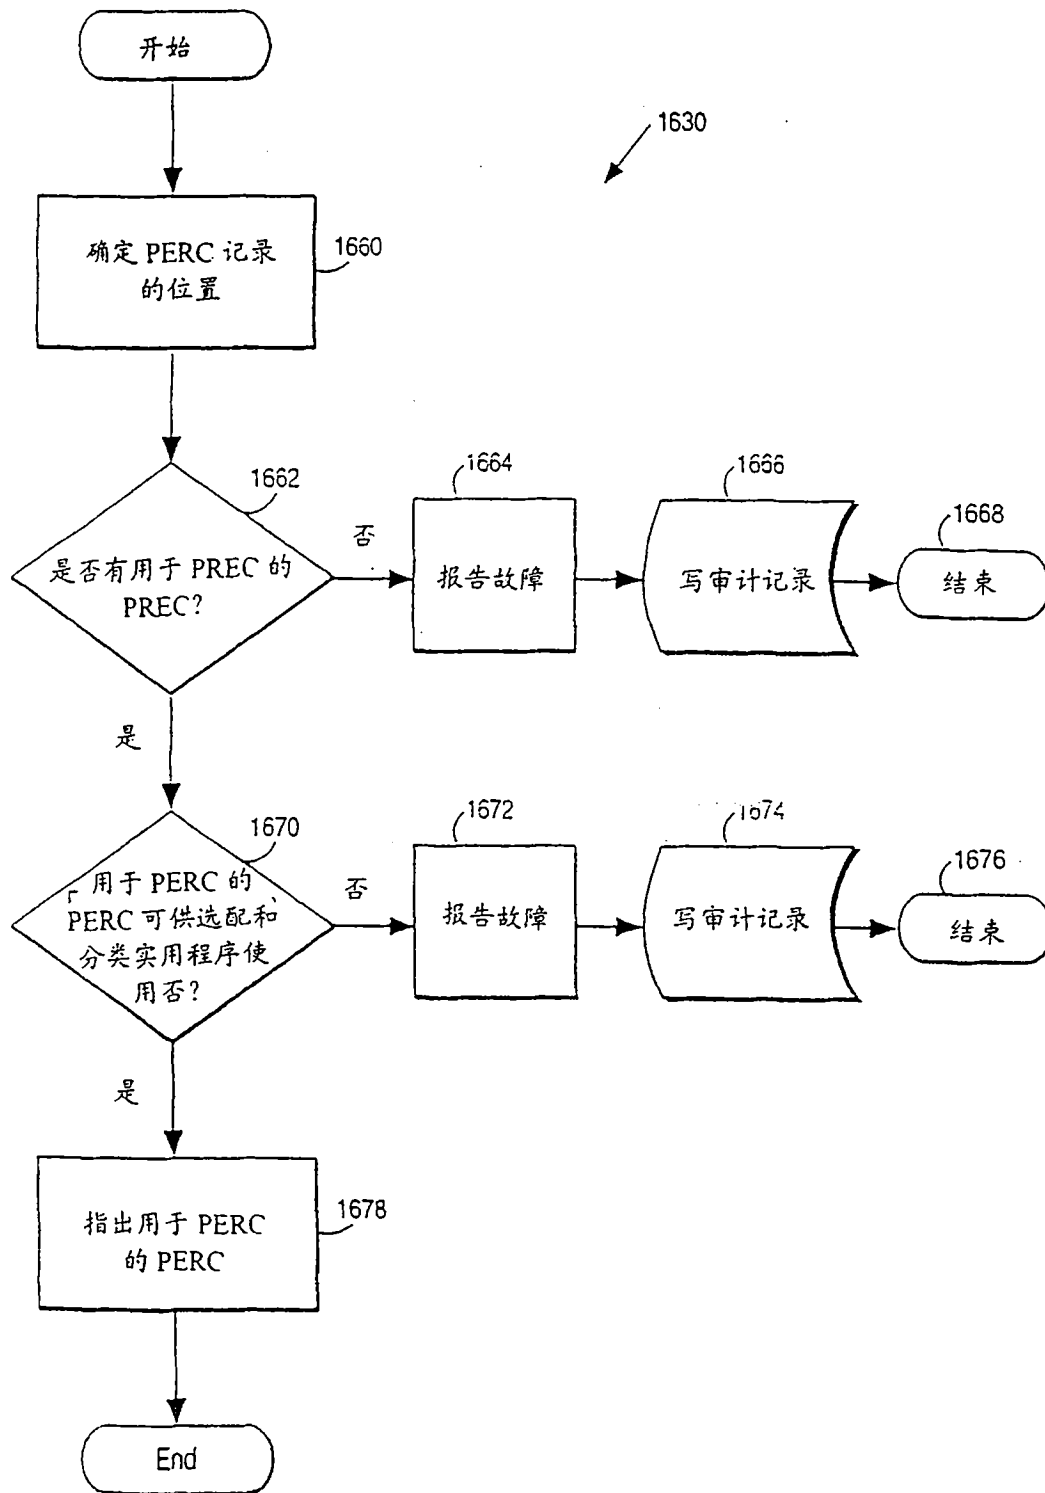 开始
1630
确定 PERC 记录
的位置
1660
1662
是否有用于 PREC 的
PREC?
否
1664
报告故障
1666
写审计记录
1668
结束
是
1670
用于 PERC 的
PERC 可供选配和
分类实用程序使
用否?
否
1672
报告故障
1674
写审计记录
1676
结束
是
指出用于 PERC
的 PERC
1678
End